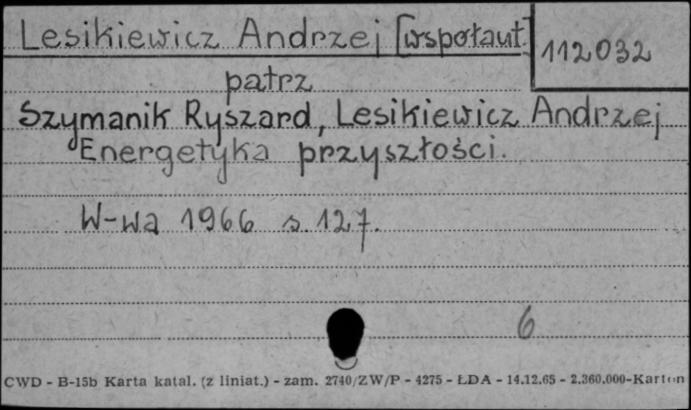 Lesikiewicz Andrzej [współaut.]
112032
patrz
Szymanik Ryszard, Lesikiewicz Andrzej
Energetyka przyszłości.
W-wa 1966 s. 127.
6
CWD - B-15b Karta katal. (z liniat.) - zam. 2740/ZW/P - 4275 - ŁDA - 14.12.65 - 2.360.000-Karton